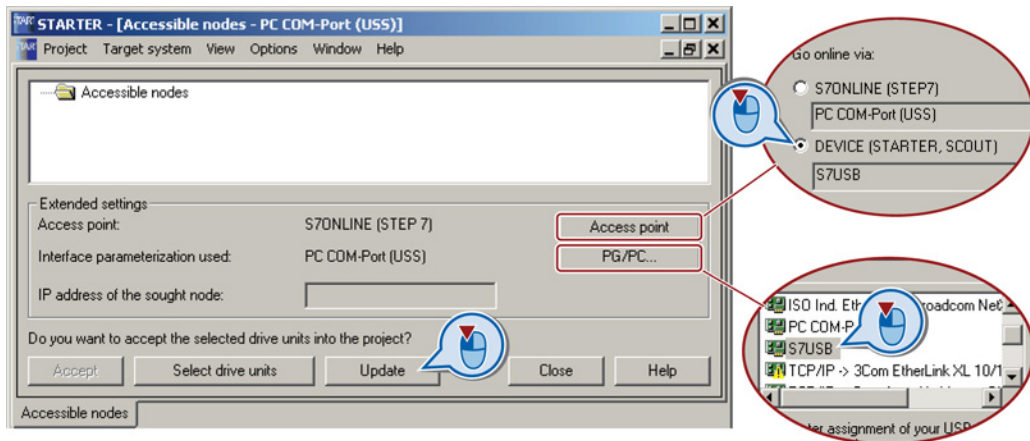 STARTER - [Accessible nodes - PC COM-Port (USS)]
Project Target system View Options Window Help
Accessible nodes
Extended settings
Access point: S7ONLINE (STEP 7) Access point
Interface parameterization used: PC COM-Port (USS) PG/PC...
IP address of the sought node:
Do you want to accept the selected drive units into the project?
Accept Select drive units Update Close Help
Accessible nodes
Go online via:
S7ONLINE (STEP7)
PC COM-Port (USS)
DEVICE (STARTER, SCOUT)
S7USB
ISO Ind. Eth roadcom Net
PC COM-P
S7USB
TCP/IP -> 3Com EtherLink XL 10/1
assignment of your